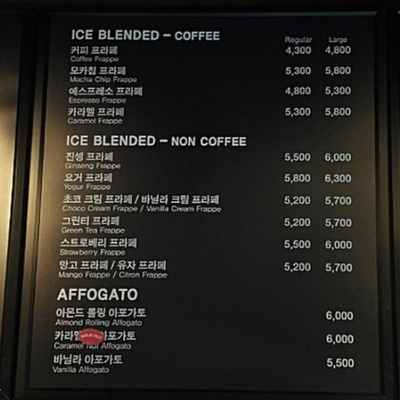 ICE BLENDED – COFFEE
Regular Large
커피 프라페 4,300 4,800
Coffee Frappe
모카칩 프라페 5,300 5,800
Mocha Chip Frappe
에스프레소 프라페 4,800 5,300
Espresso Frappe
카라멜 프라페 5,300 5,800
Caramel Frappe
ICE BLENDED – NON COFFEE
진생 프라페 5,500 6,000
Ginseng Frappe
요거 프라페 5,800 6,300
Yogur Frappe
초코 크림 프라페 / 바닐라 크림 프라페 5,200 5,700
Choco Cream Frappe / Vanilla Cream Frappe
그린티 프라페 5,200 5,700
Green Tea Frappe
스트로베리 프라페 5,500 6,000
Strawberry Frappe
망고 프라페 / 유자 프라페 5,200 5,700
Mango Frappe / Citron Frappe
AFFOGATO
아몬드 롤링 아포가토 6,000
Almond Rolling Affogato
아포가토 6,000
Caramel Nut Affogato
바닐라 아포가토 5,500
Vanilla Affogato